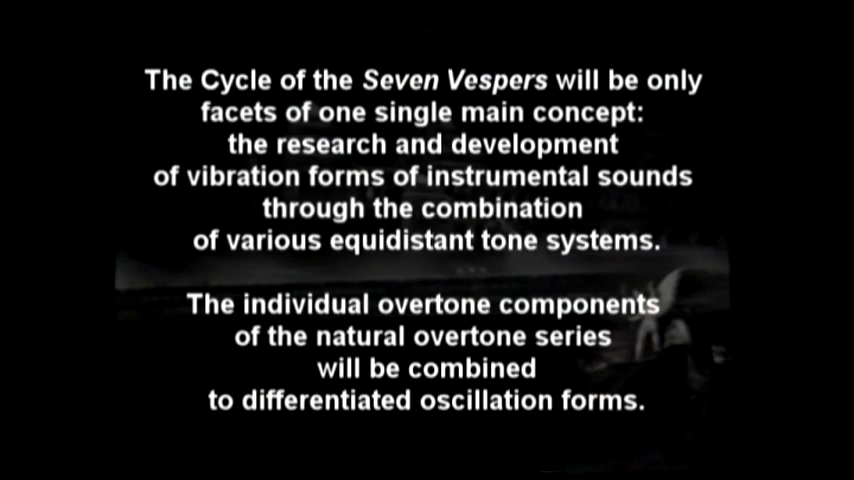 The Cycle of the Seven Vespers will be only
facets of one single main concept:
the research and development
of vibration forms of instrumental sounds
through the combination
of various equidistant tone systems.
The individual overtone components
of the natural overtone series
will be combined
to differentiated oscillation forms.